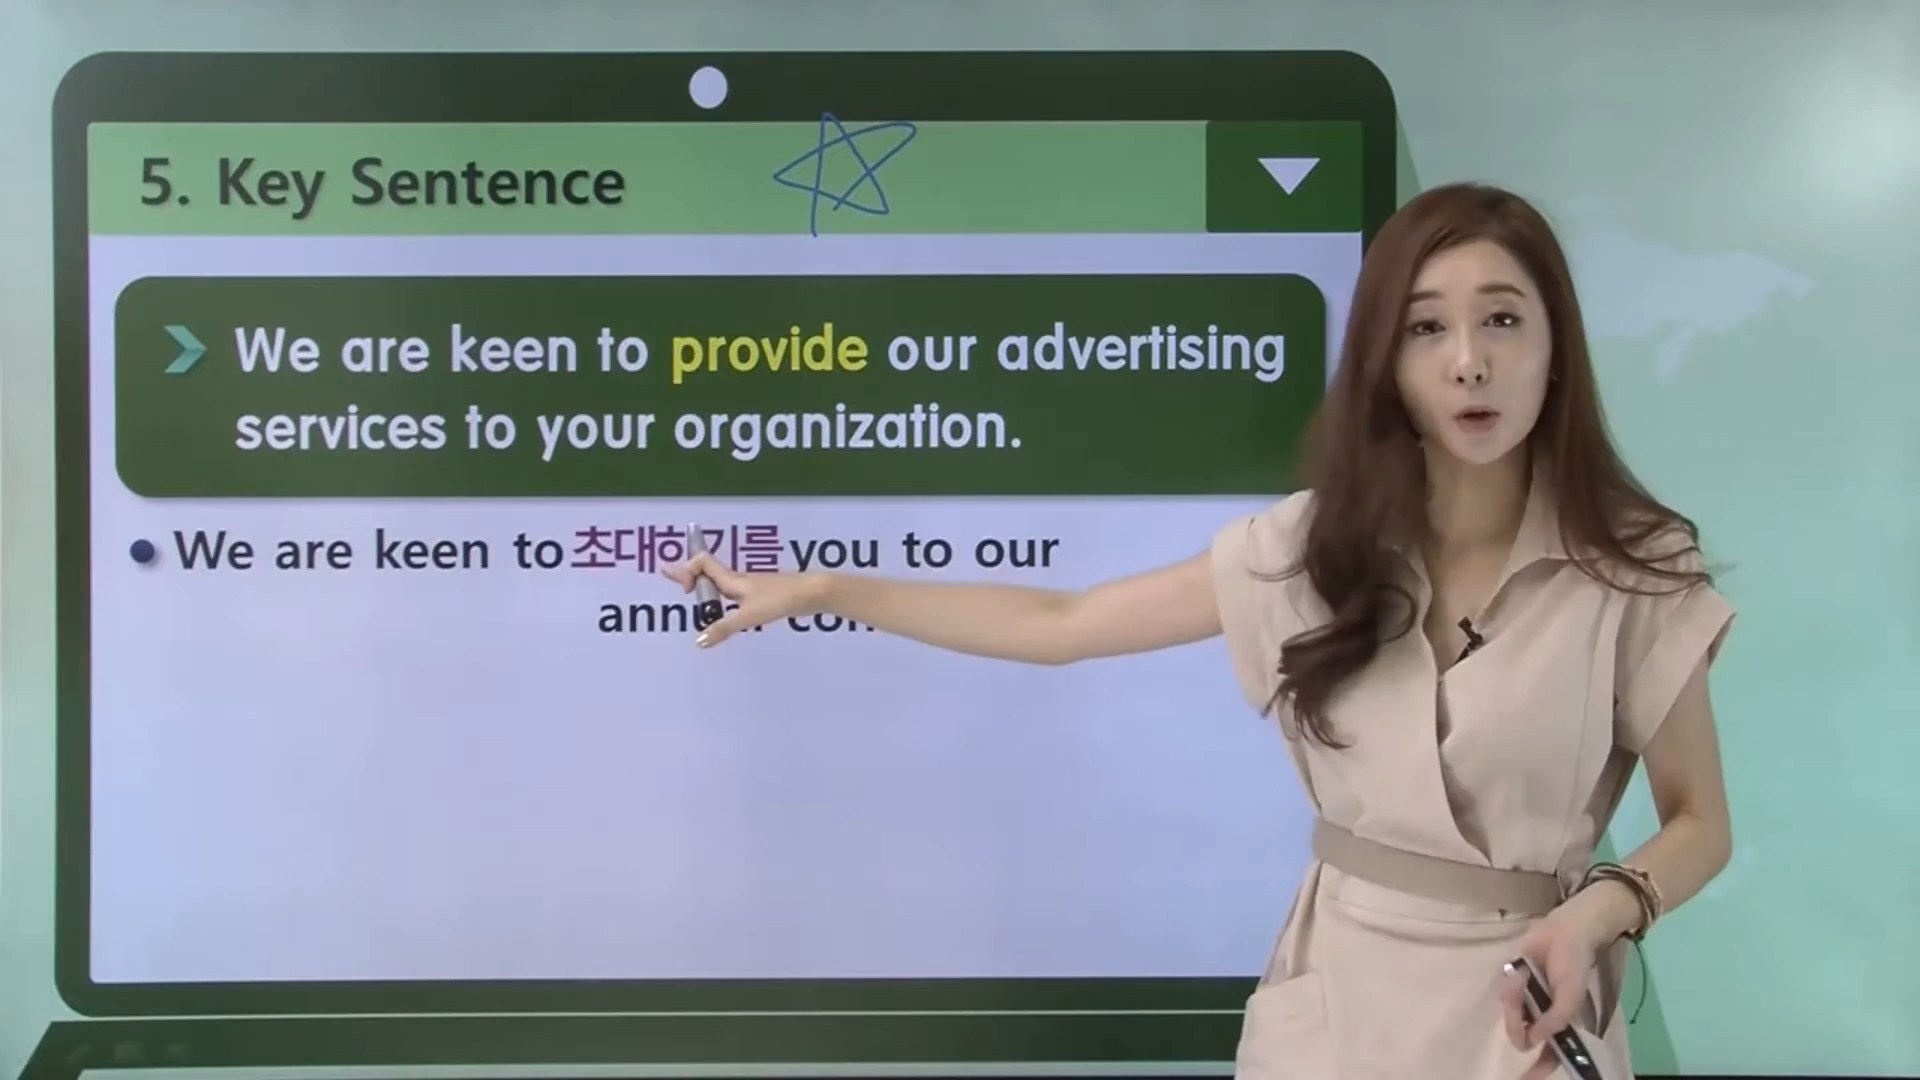 5. Key Sentence
We are keen to provide our advertising
services to your organization.
We are keen to 초대하기를 you to our